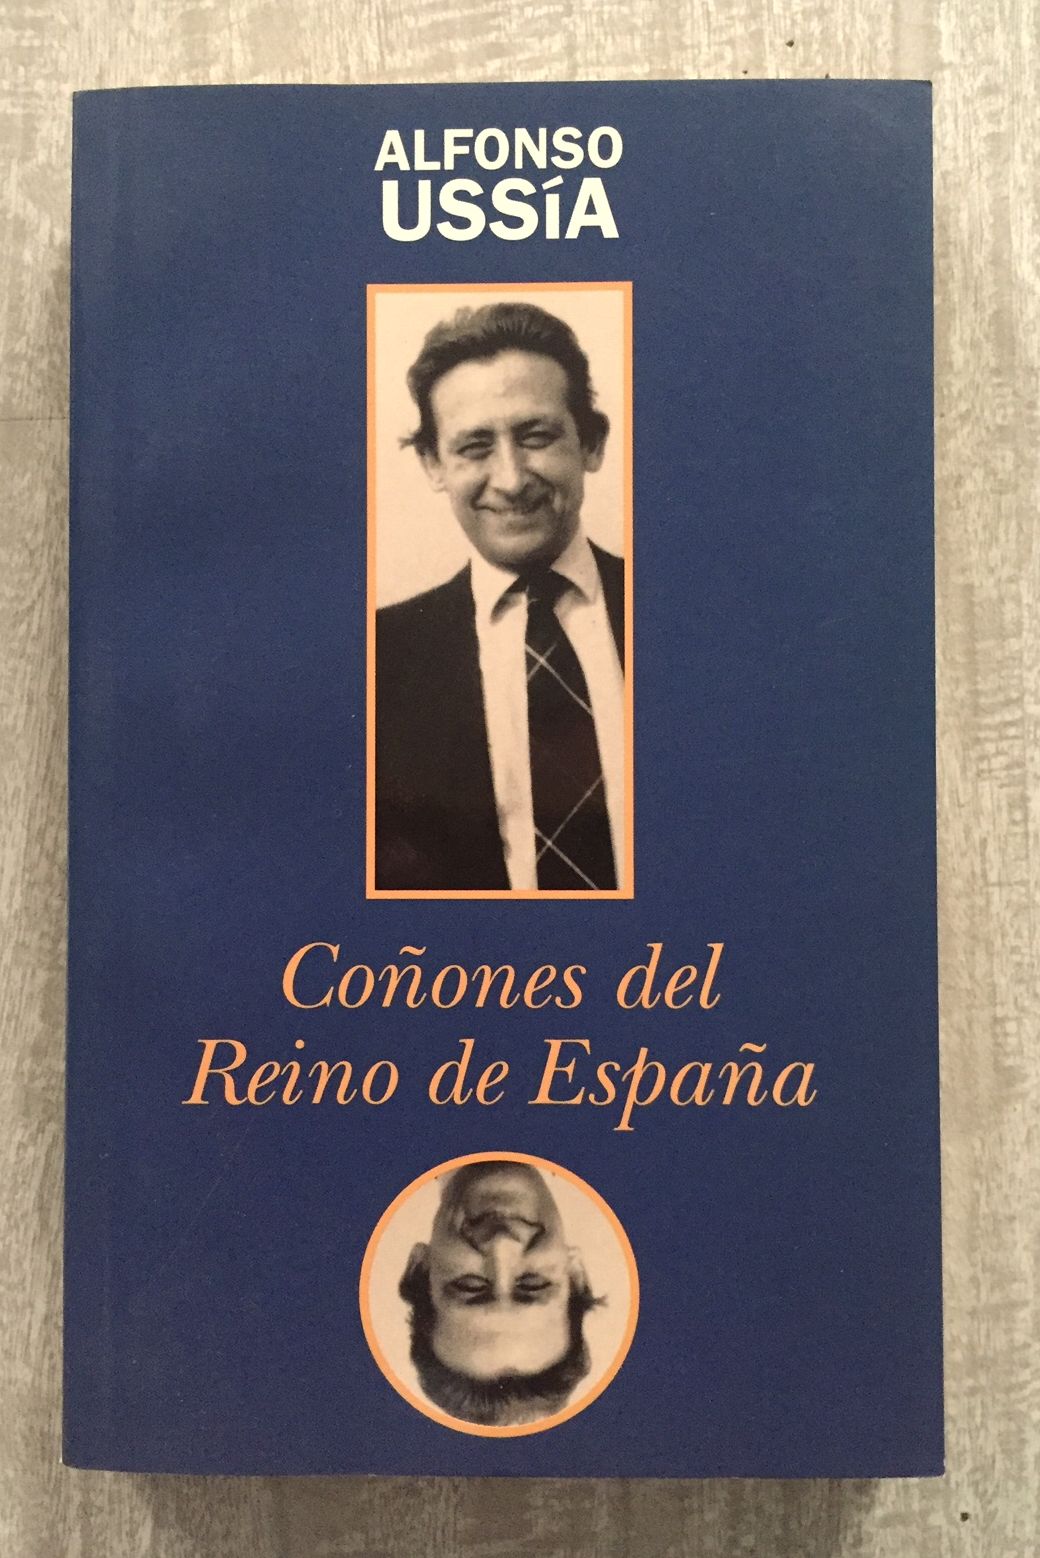 ALFONSO
USSíA
Coñones del
Reino de España